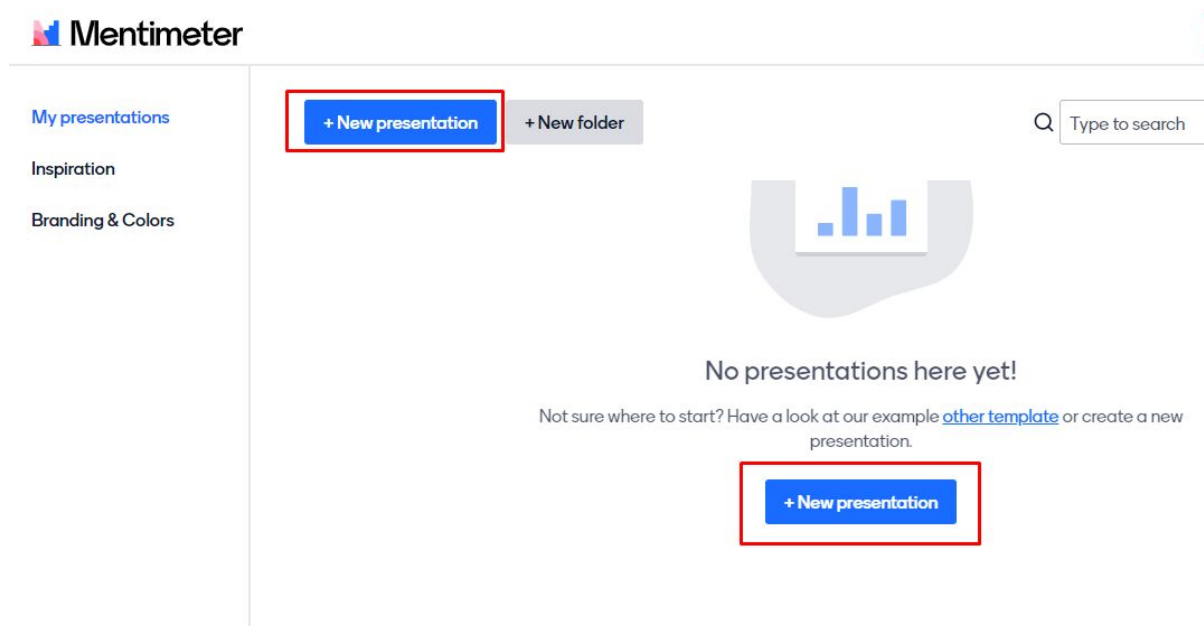 Mentimeter
My presentations
Inspiration
Branding & Colors
+ New presentation
+ New folder
Type to search
No presentations here yet!
Not sure where to start? Have a look at our example other template or create a new
presentation.
+ New presentation